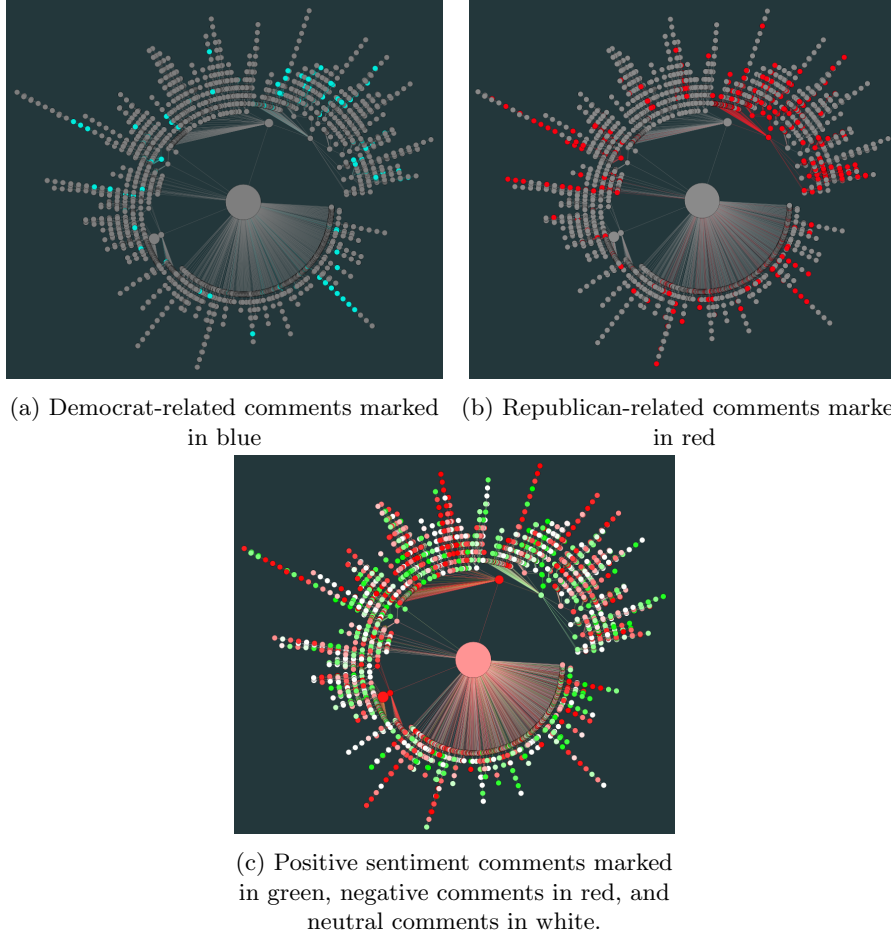 (a) Democrat-related comments marked
in blue
(b) Republican-related comments marke
in red
(c) Positive sentiment comments marked
in green, negative comments in red, and
neutral comments in white.